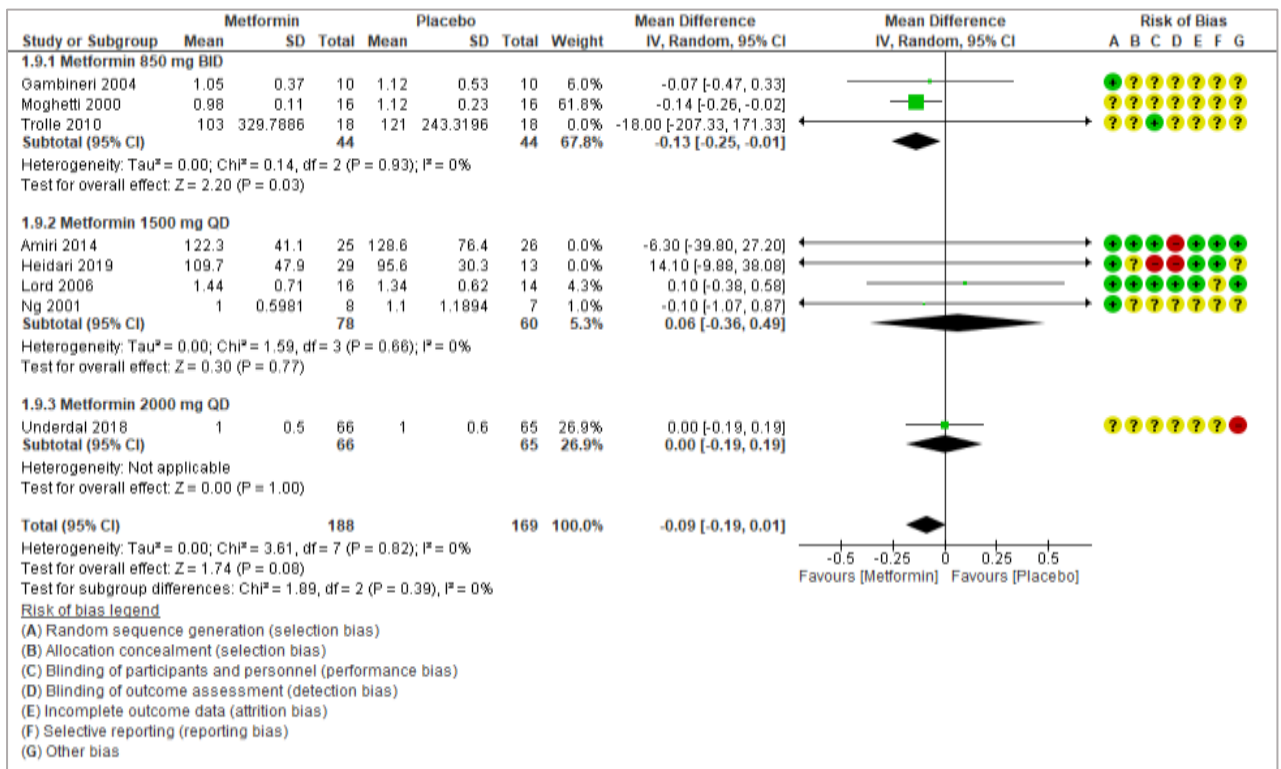 Metformin Placebo Mean Difference Mean Difference Risk of Bias
Study or Subgroup Mean SD Total Mean SD Total Weight IV, Random, 95% CI IV, Random, 95% CI A B C D E F G
1.9.1 Metformin 850 mg BID
Gambineri 2004 1.05 0.37 10 1.12 0.53 10 6.0% -0.07 [-0.47, 0.33] + ? ? ? ? ? ?
Moghetti 2000 0.98 0.11 16 1.12 0.23 16 61.8% -0.14 [-0.26, -0.02] ? ? ? ? ? ? ?
Trolle 2010 103 329.7886 18 121 243.3196 18 0.0% -18.00 [-207.33, 171.33] ? ? + ? ? ? ?
Subtotal (95% CI) 44 44 67.8% -0.13 [-0.25, -0.01]
Heterogeneity: Tau² = 0.00; Chi² = 0.14, df = 2 (P = 0.93); I² = 0%
Test for overall effect: Z = 2.20 (P = 0.03)
1.9.2 Metformin 1500 mg QD
Amiri 2014 122.3 41.1 25 128.6 76.4 26 0.0% -6.30 [-39.80, 27.20] + + + - + + +
Heidari 2019 109.7 47.9 29 95.6 30.3 13 0.0% 14.10 [-9.88, 38.08] + ? - - + + ?
Lord 2006 1.44 0.71 16 1.34 0.62 14 4.3% 0.10 [-0.38, 0.58] + + + + + ? +
Ng 2001 1 0.5981 8 1.1 1.1894 7 1.0% -0.10 [-1.07, 0.87] + ? ? ? ? ? ?
Subtotal (95% CI) 78 60 5.3% 0.06 [-0.36, 0.49]
Heterogeneity: Tau² = 0.00; Chi² = 1.59, df = 3 (P = 0.66); I² = 0%
Test for overall effect: Z = 0.30 (P = 0.77)
1.9.3 Metformin 2000 mg QD
Underdal 2018 1 0.5 66 1 0.6 65 26.9% 0.00 [-0.19, 0.19] ? ? ? ? ? ? -
Subtotal (95% CI) 66 65 26.9% 0.00 [-0.19, 0.19]
Heterogeneity: Not applicable
Test for overall effect: Z = 0.00 (P = 1.00)
Total (95% CI) 188 169 100.0% -0.09 [-0.19, 0.01]
Heterogeneity: Tau² = 0.00; Chi² = 3.61, df = 7 (P = 0.82); I² = 0%
Test for overall effect: Z = 1.74 (P = 0.08)
Test for subgroup differences: Chi² = 1.89, df = 2 (P = 0.39), I² = 0%
-0.5 -0.25 0 0.25 0.5
Favours [Metformin] Favours [Placebo]
Risk of bias legend
(A) Random sequence generation (selection bias)
(B) Allocation concealment (selection bias)
(C) Blinding of participants and personnel (performance bias)
(D) Blinding of outcome assessment (detection bias)
(E) Incomplete outcome data (attrition bias)
(F) Selective reporting (reporting bias)
(G) Other bias